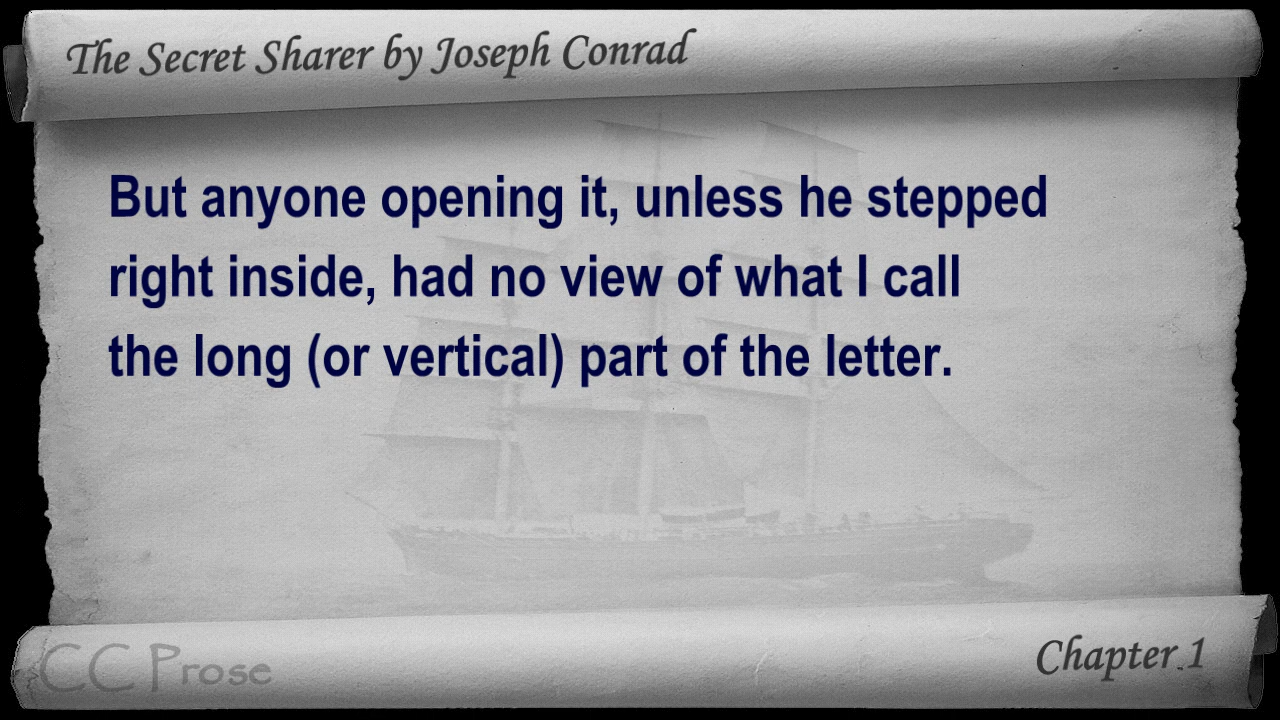 The Secret Sharer by Joseph Conrad
But anyone opening it, unless he stepped
right inside, had no view of what I call
the long (or vertical) part of the letter.
CC Prose
Chapter 1